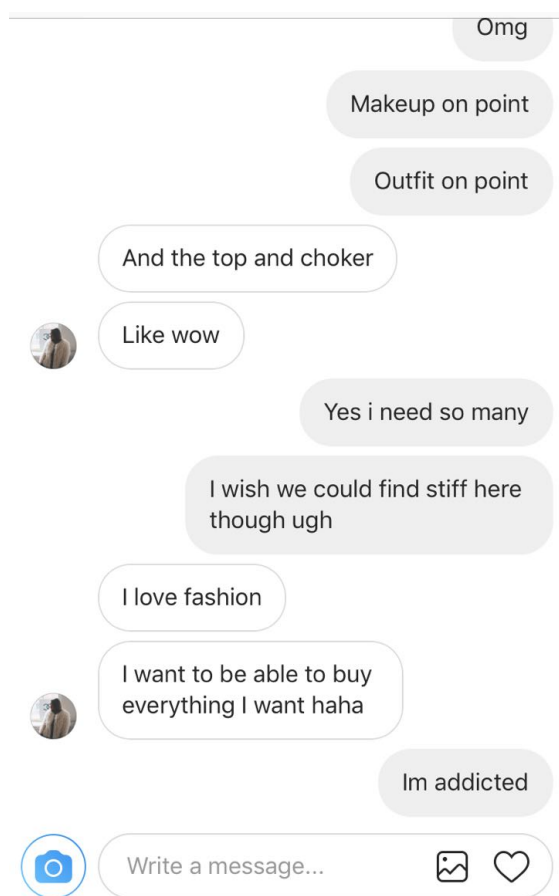 Omg
Makeup on point
Outfit on point
And the top and choker
Like wow
Yes i need so many
I wish we could find stiff here
though ugh
I love fashion
I want to be able to buy
everything I want haha
Im addicted
Write a message...